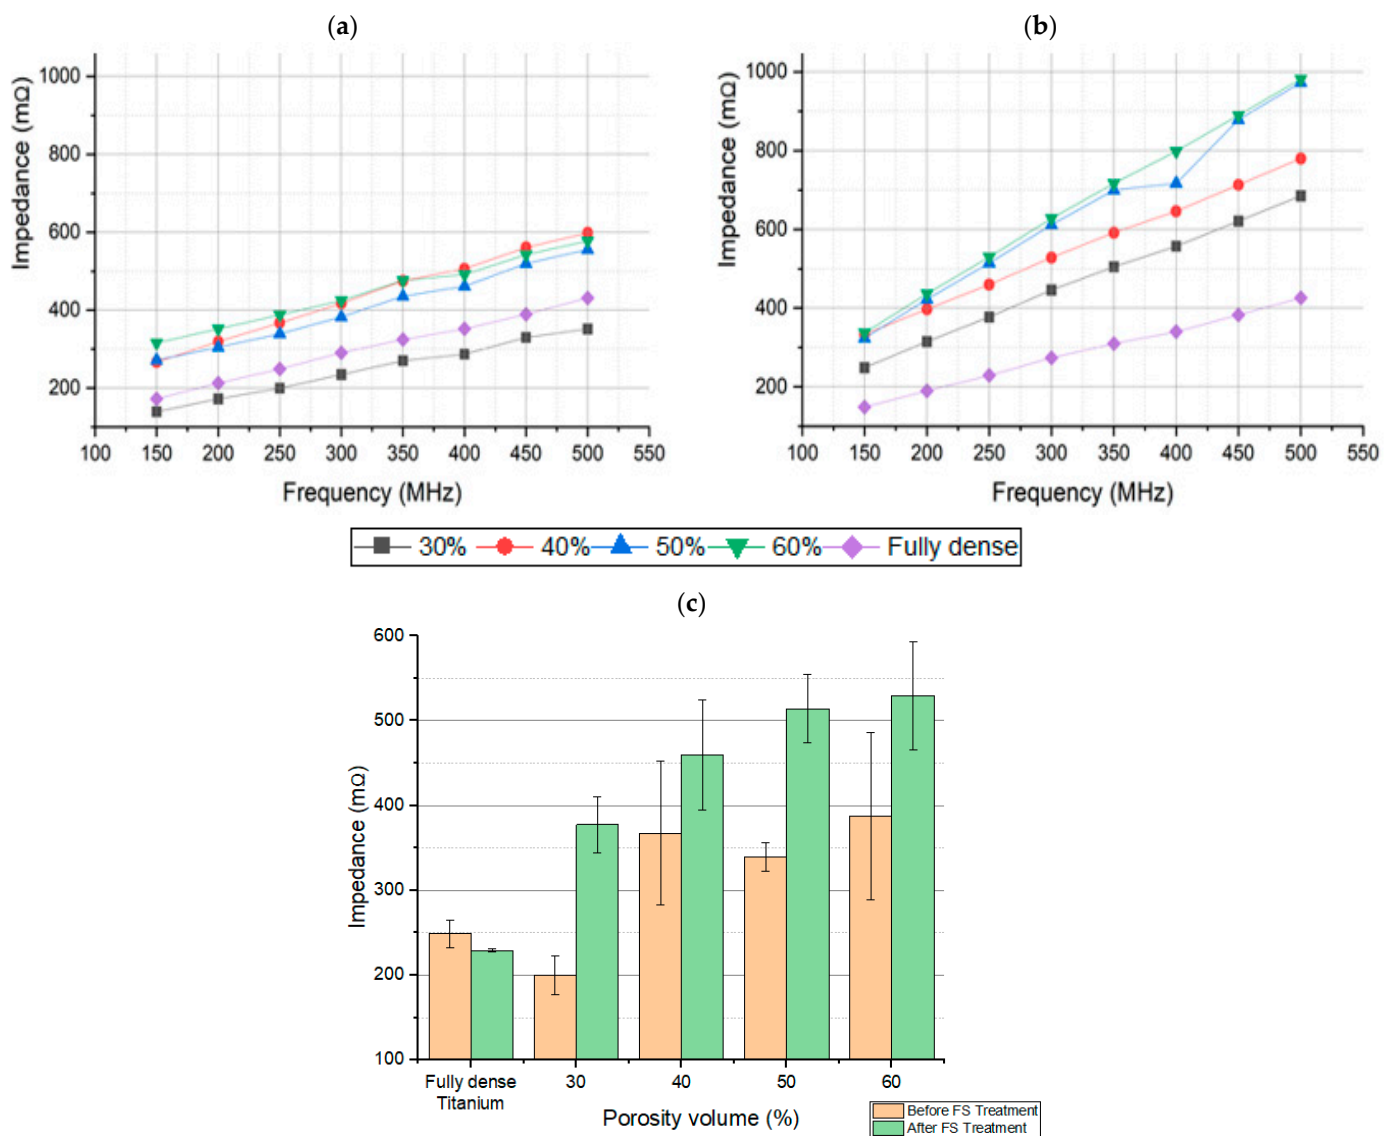 (a)
Impedance (mΩ)
1000
800
600
400
200
100 150 200 250 300 350 400 450 500 550
Frequency (MHz)
(b)
Impedance (mΩ)
1000
800
600
400
200
100 150 200 250 300 350 400 450 500 550
Frequency (MHz)
30% 40% 50% 60% Fully dense
(c)
Impedance (mΩ)
600
500
400
300
200
100
Fully dense
Titanium
30 40 50 60
Porosity volume (%)
Before FS Treatment
After FS Treatment